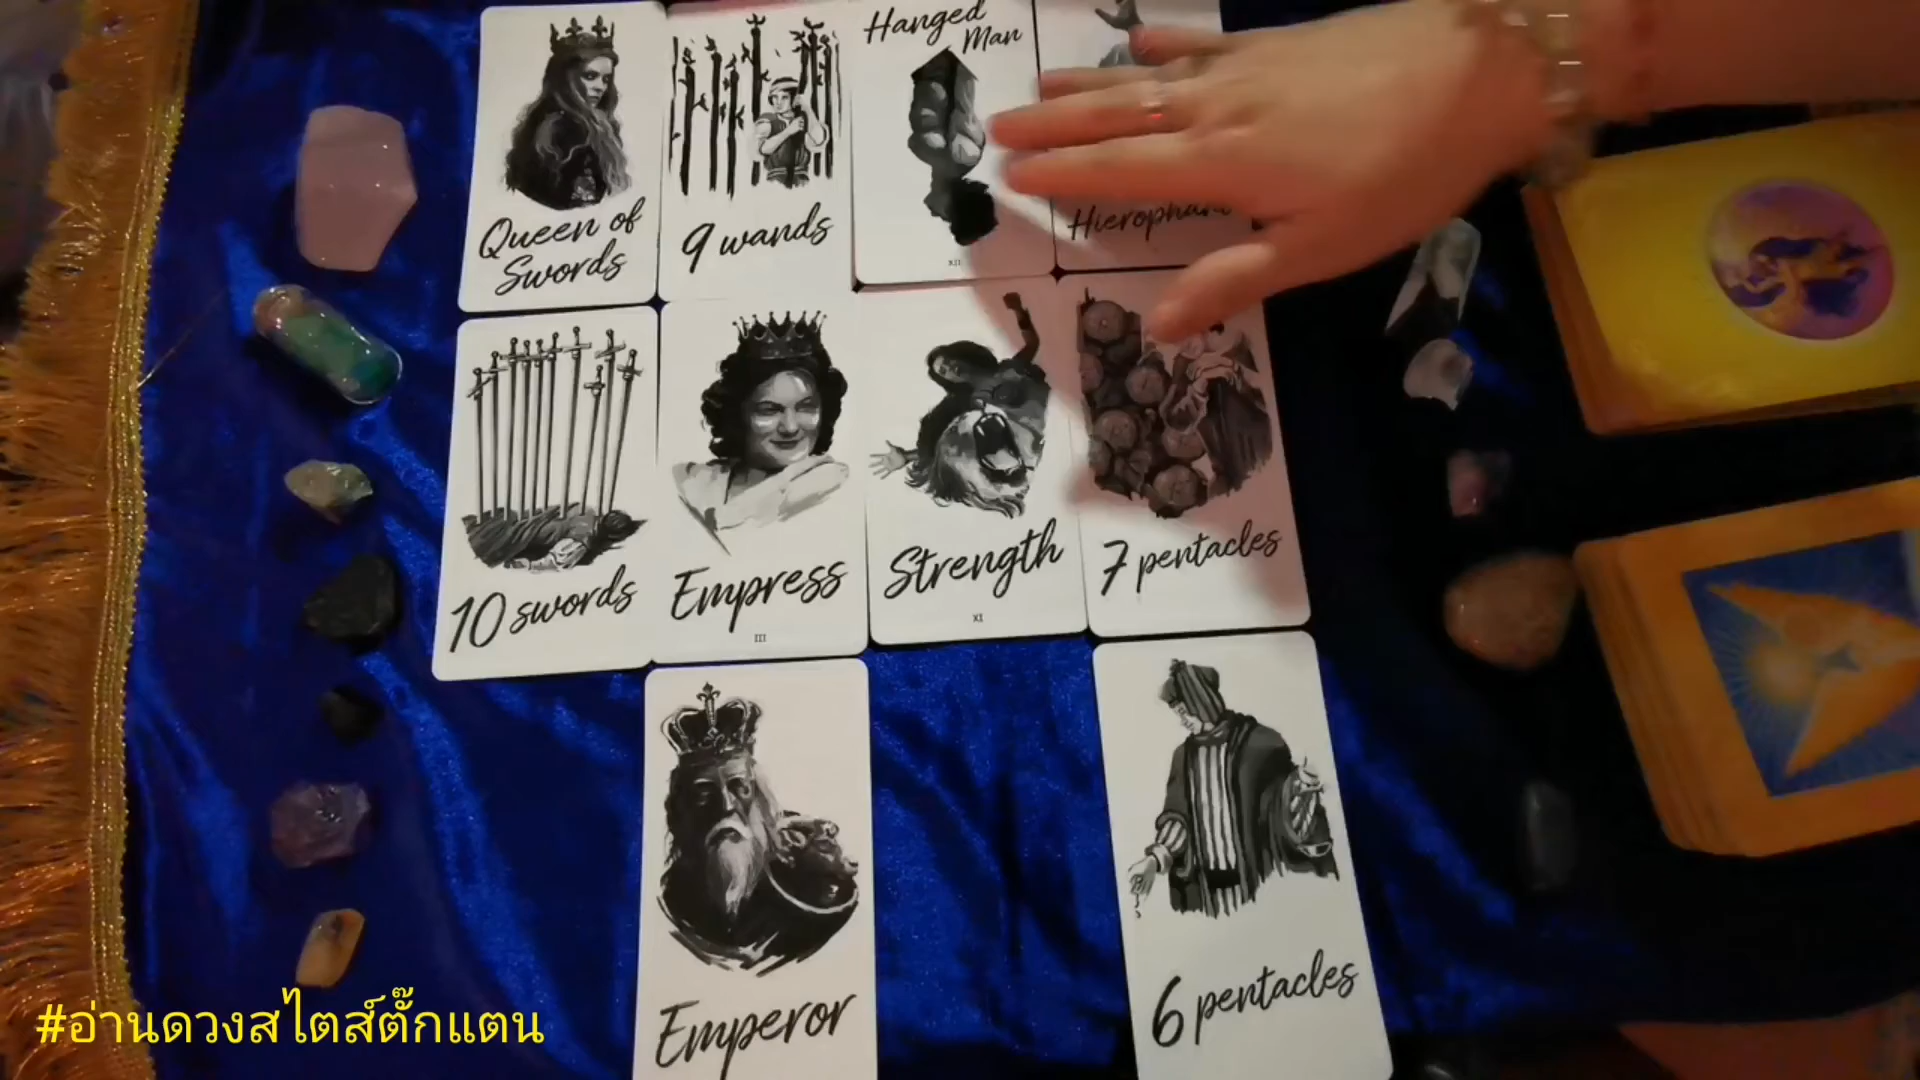 Queen of
Swords
9 wands
Hanged
Man
XII
Hierophant
10 swords
Empress
III
Strength
XI
7 pentacles
Emperor
6 pentacles
#อ่านดวงสไตส์ตั๊กแตน